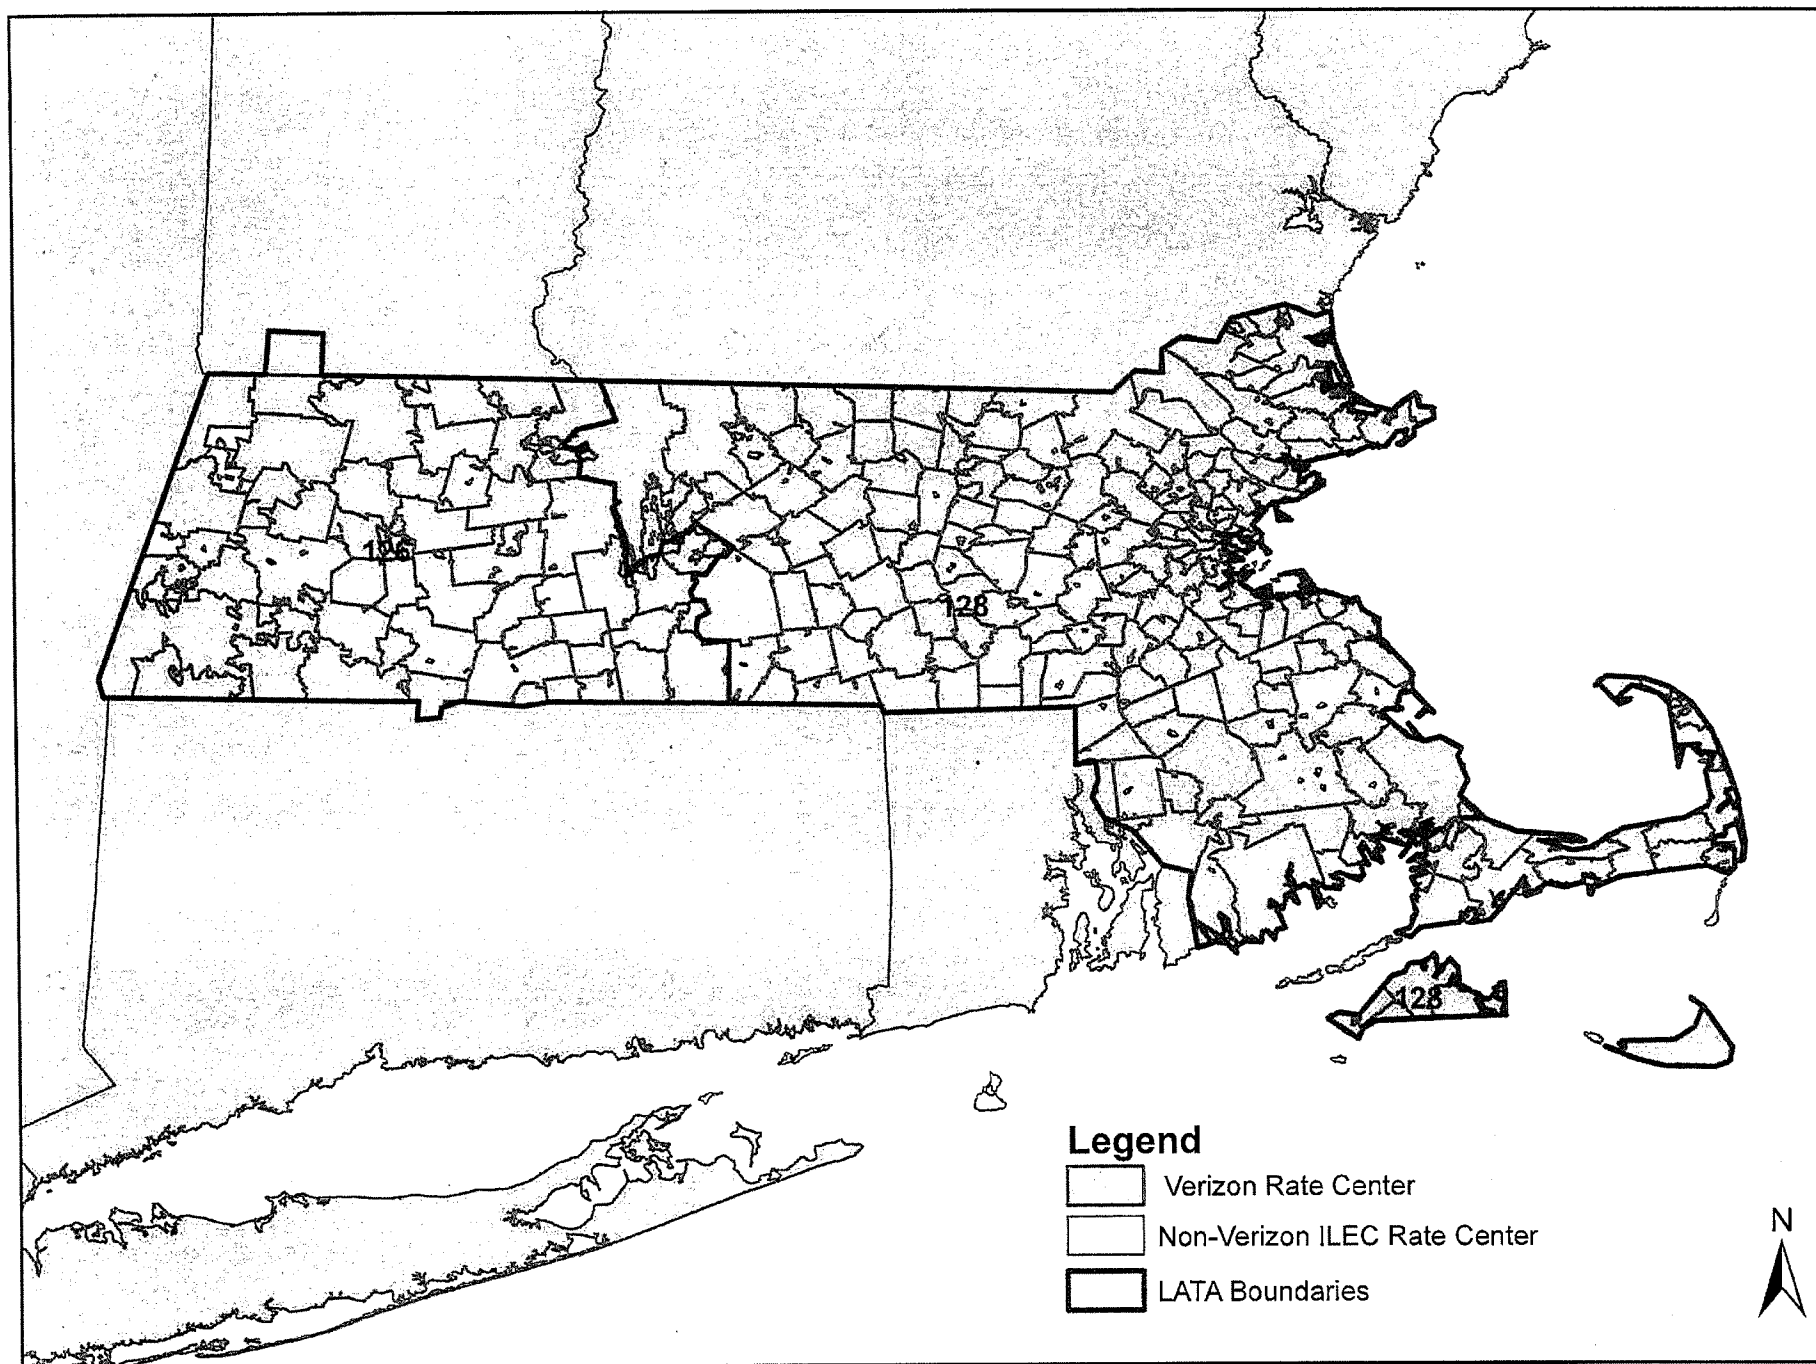 126
128
128
Legend
Verizon Rate Center
Non-Verizon ILEC Rate Center
LATA Boundaries
N